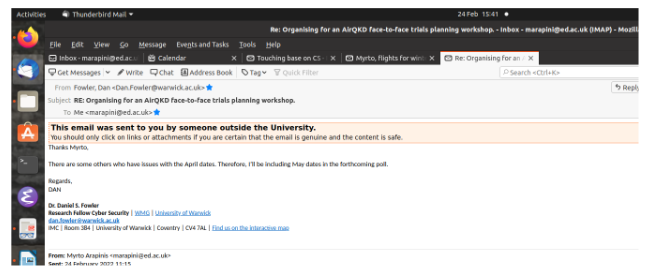 Activities Thunderbird Mail 24 Feb 15:41
Re: Organising for an AirQKD face-to-face trials planning workshop. - Inbox - marapini@ed.ac.uk (IMAP) - Mozill
File Edit View Go Message Events and Tasks Tools Help
Inbox - marapini@ed.ac.u Calendar Touching base on CS Myrto, flights for wint Re: Organising for an A
Get Messages Write Chat Address Book Tag Quick Filter Search <Ctrl+K>
From Fowler, Dan <Dan.Fowler@warwick.ac.uk> Reply
Subject RE: Organising for an AirQKD face-to-face trials planning workshop.
To Me <marapini@ed.ac.uk>
This email was sent to you by someone outside the University.
You should only click on links or attachments if you are certain that the email is genuine and the content is safe.
Thanks Myrto,
There are some others who have issues with the April dates. Therefore, I'll be including May dates in the forthcoming poll.
Regards,
DAN
Dr. Daniel S. Fowler
Research Fellow Cyber Security | WMG | University of Warwick
dan.fowler@warwick.ac.uk
IMC | Room 3B4 | University of Warwick | Coventry | CV4 7AL | Find us on the interactive map
From: Myrto Arapinis <marapini@ed.ac.uk>
Sent: 24 February 2022 11:15